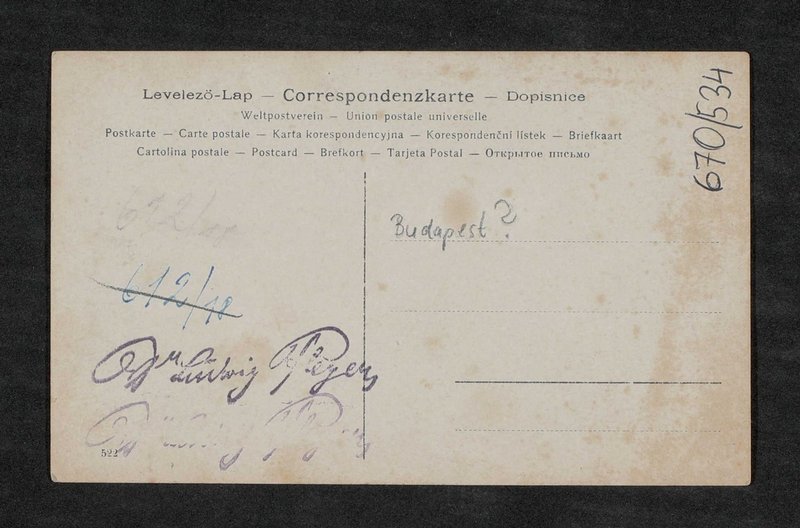 Levelező-Lap — Correspondenzkarte — Dopisnice
Weltpostverein — Union postale universelle
Postkarte — Carte postale — Karta korespondencyjna — Korespondenční lístek — Briefkaart
Cartolina postale — Postcard — Brefkort — Tarjeta Postal — Открытое письмо
670/534
Budapest?
612/18
Ludwig
522